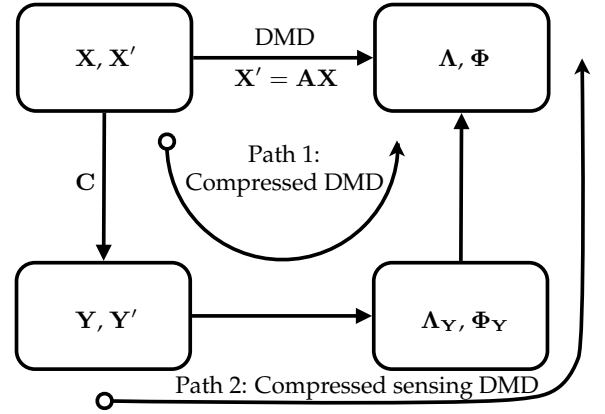 X, X′
DMD
X′ = AX
Λ, Φ
C
Path 1:
Compressed DMD
Y, Y′
Λ_Y, Φ_Y
Path 2: Compressed sensing DMD